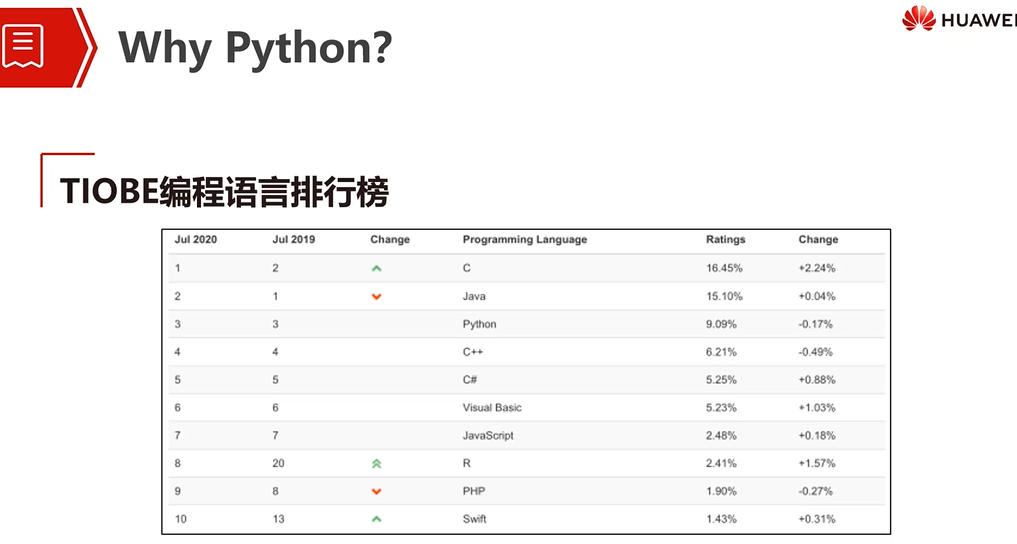 Why Python?
HUAWEI
TIOBE编程语言排行榜
Jul 2020 Jul 2019 Change Programming Language Ratings Change
1 2 C 16.45% +2.24%
2 1 Java 15.10% +0.04%
3 3 Python 9.09% -0.17%
4 4 C++ 6.21% -0.49%
5 5 C# 5.25% +0.88%
6 6 Visual Basic 5.23% +1.03%
7 7 JavaScript 2.48% +0.18%
8 20 R 2.41% +1.57%
9 8 PHP 1.90% -0.27%
10 13 Swift 1.43% +0.31%